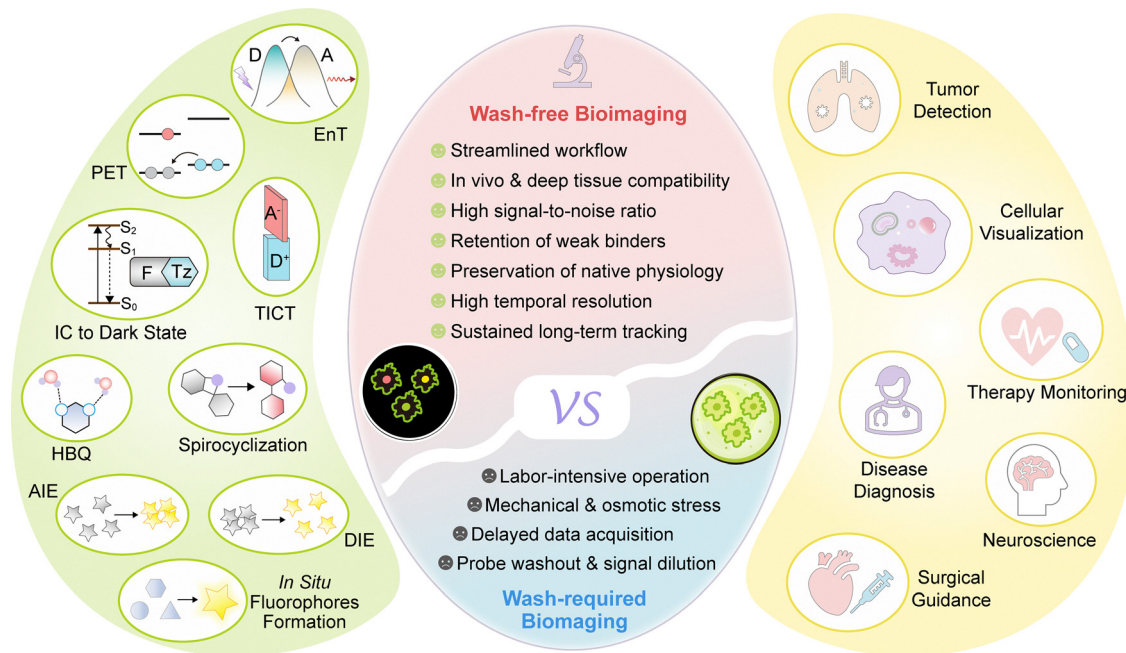 D
A
EnT
PET
A-
D+
TICT
S2
S1
S0
F
Tz
IC to Dark State
HBQ
Spirocyclization
AIE
DIE
In Situ
Fluorophores
Formation
Wash-free Bioimaging
Streamlined workflow
In vivo & deep tissue compatibility
High signal-to-noise ratio
Retention of weak binders
Preservation of native physiology
High temporal resolution
Sustained long-term tracking
VS
Labor-intensive operation
Mechanical & osmotic stress
Delayed data acquisition
Probe washout & signal dilution
Wash-required
Biomaging
Tumor
Detection
Cellular
Visualization
Therapy Monitoring
Disease
Diagnosis
Neuroscience
Surgical
Guidance